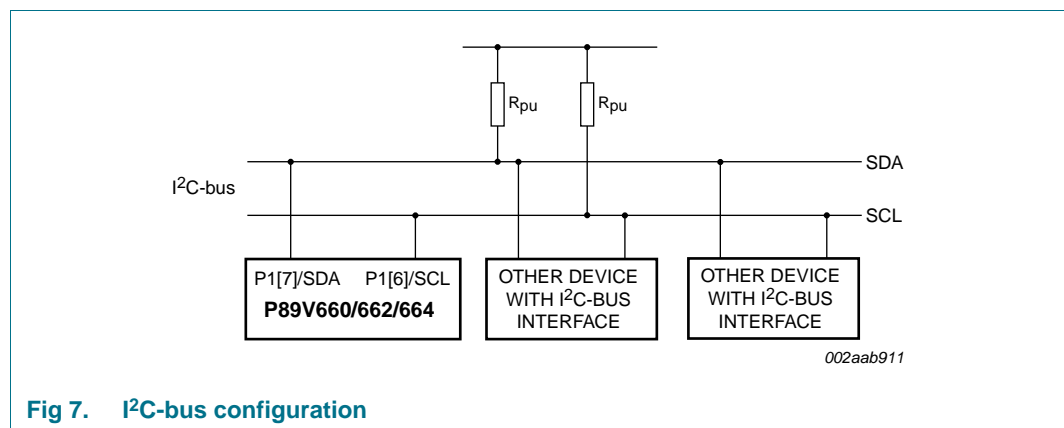 Rpu Rpu
SDA
I2C-bus
SCL
P1[7]/SDA P1[6]/SCL
P89V660/662/664
OTHER DEVICE
WITH I2C-BUS
INTERFACE
OTHER DEVICE
WITH I2C-BUS
INTERFACE
002aab911
Fig 7. I2C-bus configuration